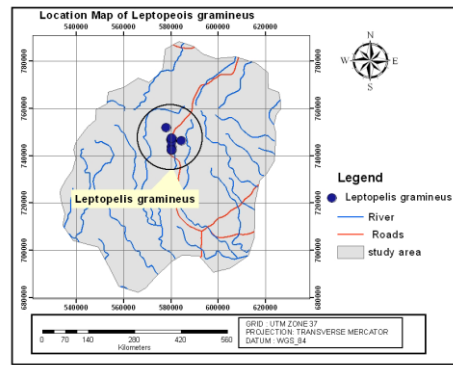 Location Map of Leptopeois gramineus
540000 560000 580000 600000 620000
780000 780000
760000 760000
740000 740000
720000 720000
700000 700000
680000 680000
N
W E
S
Leptopelis gramineus
Legend
Leptopelis gramineus
River
Roads
study area
540000 560000 580000 600000 620000
0 70 140 280 420 560
Kilometers
GRID : UTM ZONE 37
PROJECTION: TRANSVERSE MERCATOR
DATUM : WGS_84